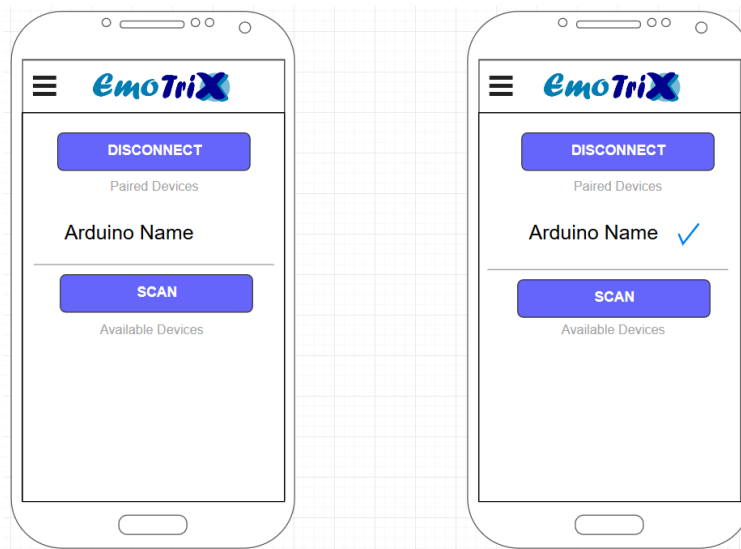 EmoTriX
DISCONNECT
Paired Devices
Arduino Name
SCAN
Available Devices
EmoTriX
DISCONNECT
Paired Devices
Arduino Name
SCAN
Available Devices